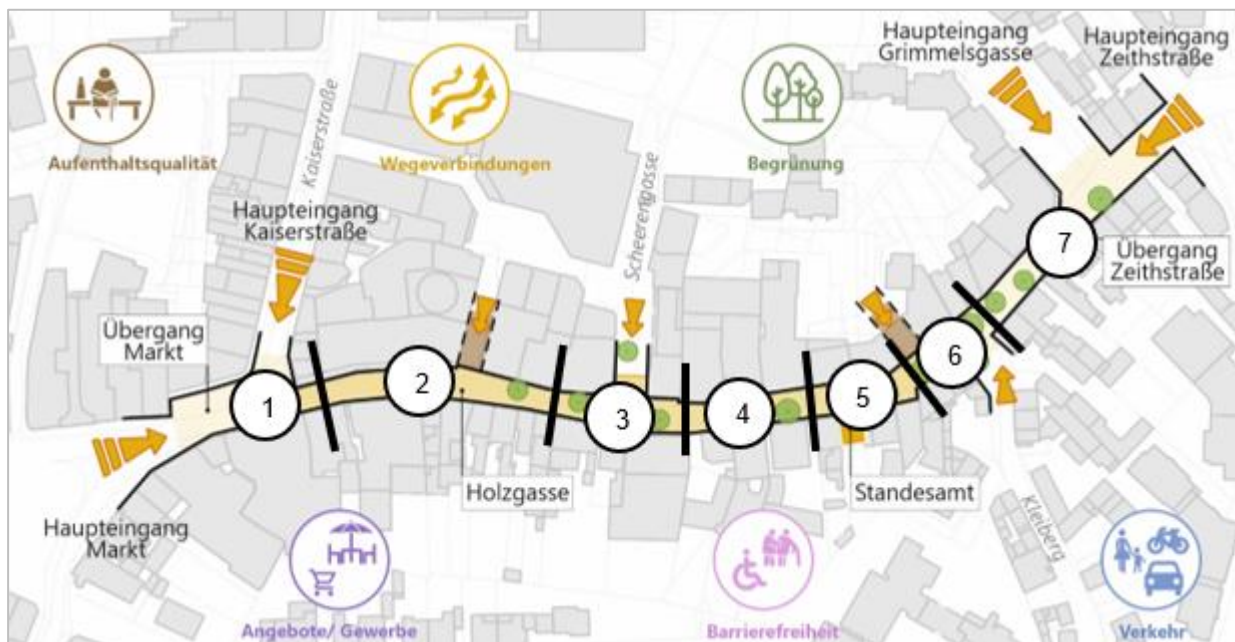 Haupteingang
Grimmelsgasse
Haupteingang
Zeithstraße
Aufenthaltsqualität
Wegeverbindungen
Begrünung
Kaiserstraße
Scheerengasse
Haupteingang
Kaiserstraße
Übergang
Markt
Übergang
Zeithstraße
1
2
3
4
5
6
7
Haupteingang
Markt
Holzgasse
Standesamt
Kleiberg
Angebote/ Gewerbe
Barrierefreiheit
Verkehr